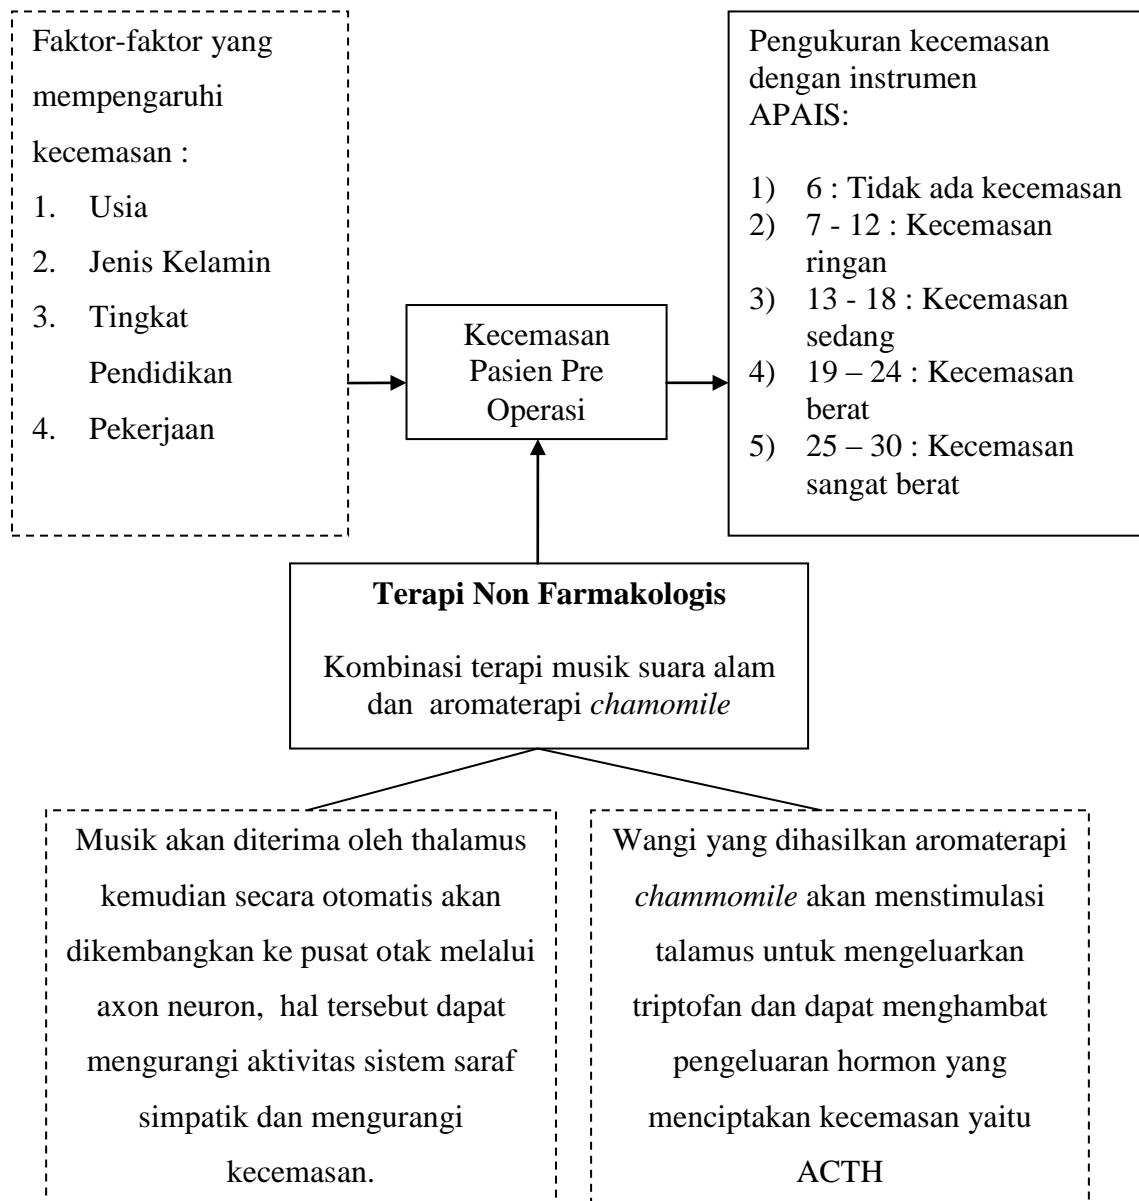 Faktor-faktor yang
mempengaruhi
kecemasan :
1. Usia
2. Jenis Kelamin
3. Tingkat
Pendidikan
4. Pekerjaan
Kecemasan
Pasien Pre
Operasi
Pengukuran kecemasan
dengan instrumen
APAIS:
1) 6 : Tidak ada kecemasan
2) 7 - 12 : Kecemasan
ringan
3) 13 - 18 : Kecemasan
sedang
4) 19 – 24 : Kecemasan
berat
5) 25 – 30 : Kecemasan
sangat berat
Terapi Non Farmakologis
Kombinasi terapi musik suara alam
dan aromaterapi chamomile
Musik akan diterima oleh thalamus
kemudian secara otomatis akan
dikembangkan ke pusat otak melalui
axon neuron, hal tersebut dapat
mengurangi aktivitas sistem saraf
simpatik dan mengurangi
kecemasan.
Wangi yang dihasilkan aromaterapi
chammomile akan menstimulasi
talamus untuk mengeluarkan
triptofan dan dapat menghambat
pengeluaran hormon yang
menciptakan kecemasan yaitu
ACTH